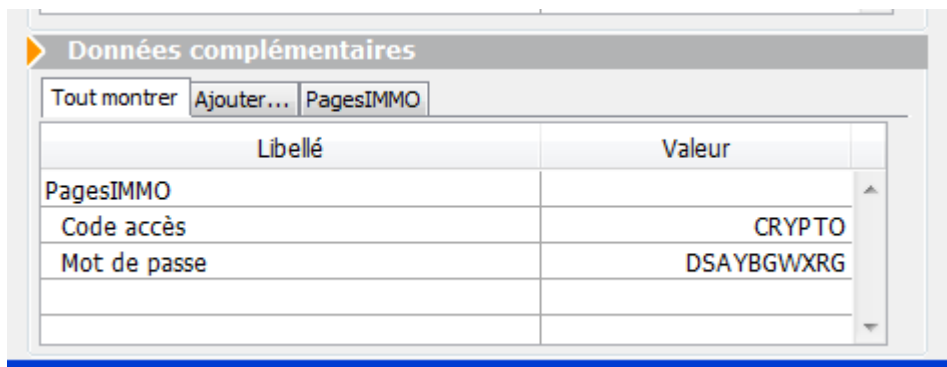 Données complémentaires
Tout montrer Ajouter... PagesIMMO
Libellé Valeur
PagesIMMO
Code accès CRYPTO
Mot de passe DSAYBGWXRG